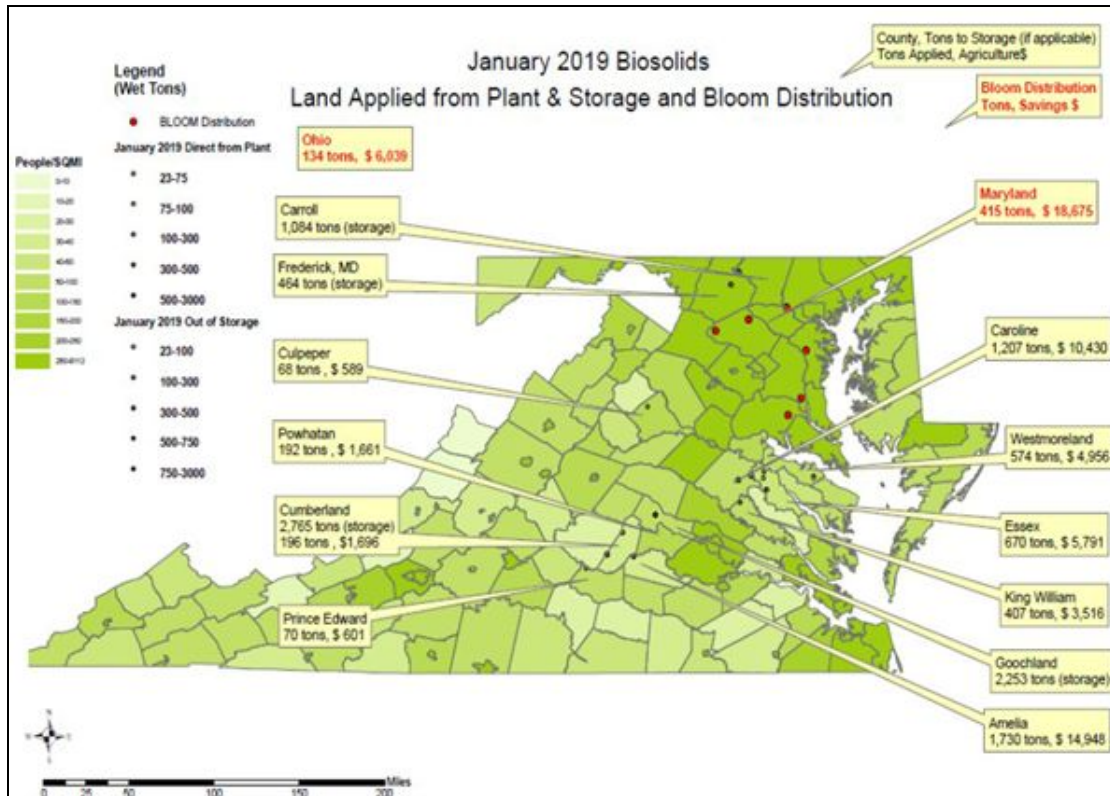 January 2019 Biosolids
Land Applied from Plant & Storage and Bloom Distribution
County, Tons to Storage (if applicable)
Tons Applied, Agriculture$
Bloom Distribution
Tons, Savings $
Legend
(Wet Tons)
BLOOM Distribution
January 2019 Direct from Plant
23-75
75-100
100-300
300-500
500-3000
January 2019 Out of Storage
23-100
100-300
300-500
500-750
750-3000
People/SQMI
Ohio
134 tons, $ 6,039
Maryland
415 tons, $ 18,675
Carroll
1,084 tons (storage)
Frederick, MD
464 tons (storage)
Culpeper
68 tons , $ 589
Powhatan
192 tons , $ 1,661
Cumberland
2,765 tons (storage)
196 tons , $1,696
Prince Edward
70 tons, $ 601
Caroline
1,207 tons, $ 10,430
Westmoreland
574 tons, $ 4,956
Essex
670 tons, $ 5,791
King William
407 tons, $ 3,516
Goochland
2,253 tons (storage)
Amelia
1,730 tons, $ 14,948
Miles
0 25 50 100 150 200